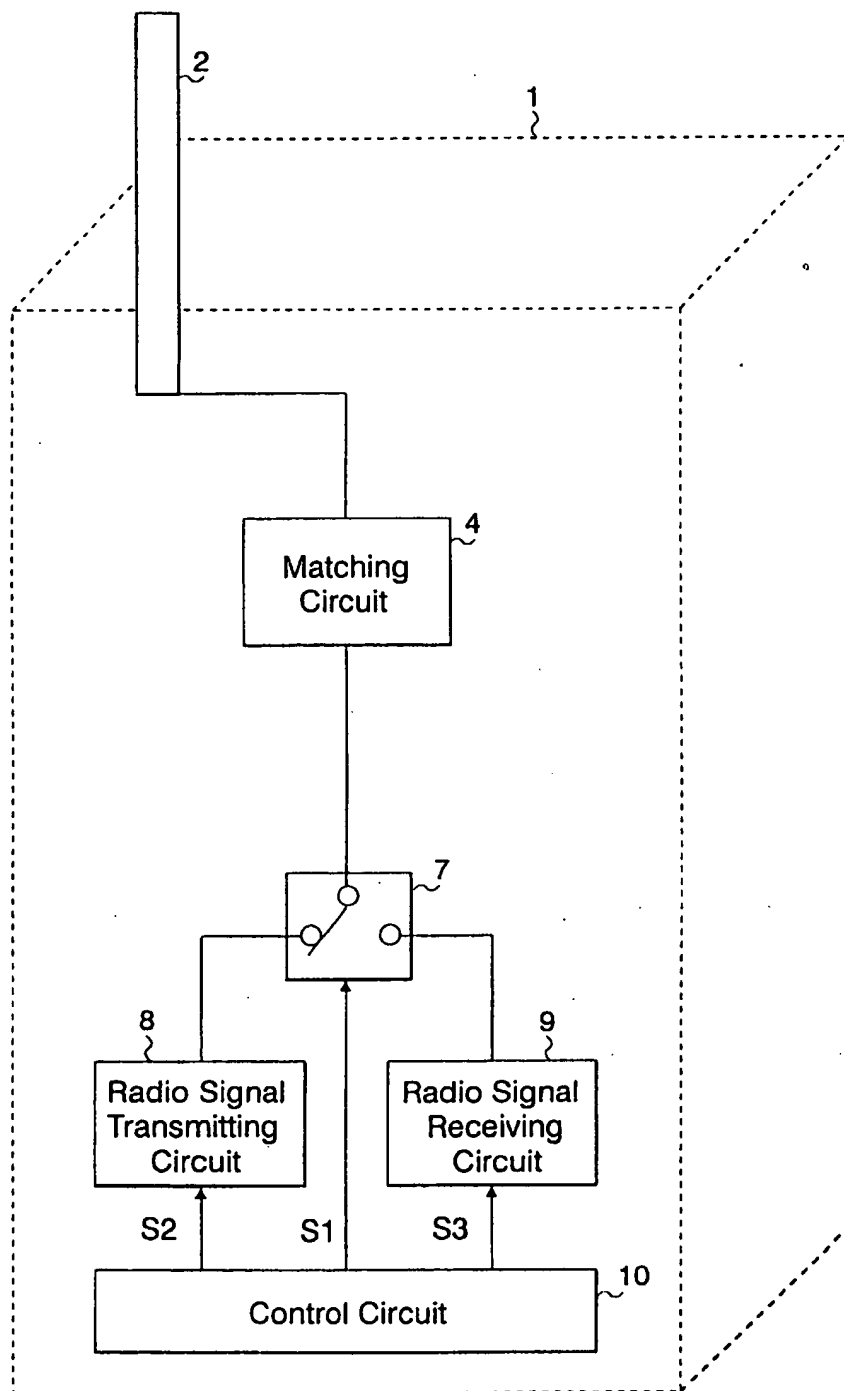 2
1
4
Matching
Circuit
7
8
9
Radio Signal
Transmitting
Circuit
Radio Signal
Receiving
Circuit
S2
S1
S3
10
Control Circuit